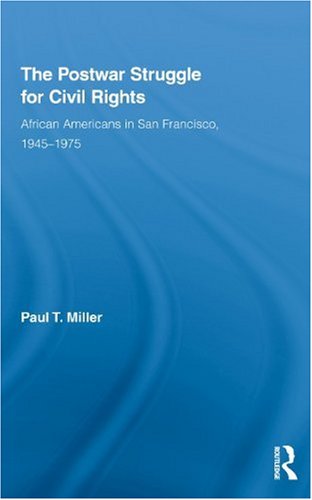 The Postwar Struggle
for Civil Rights
African Americans in San Francisco,
1945–1975
Paul T. Miller
ROUTLEDGE